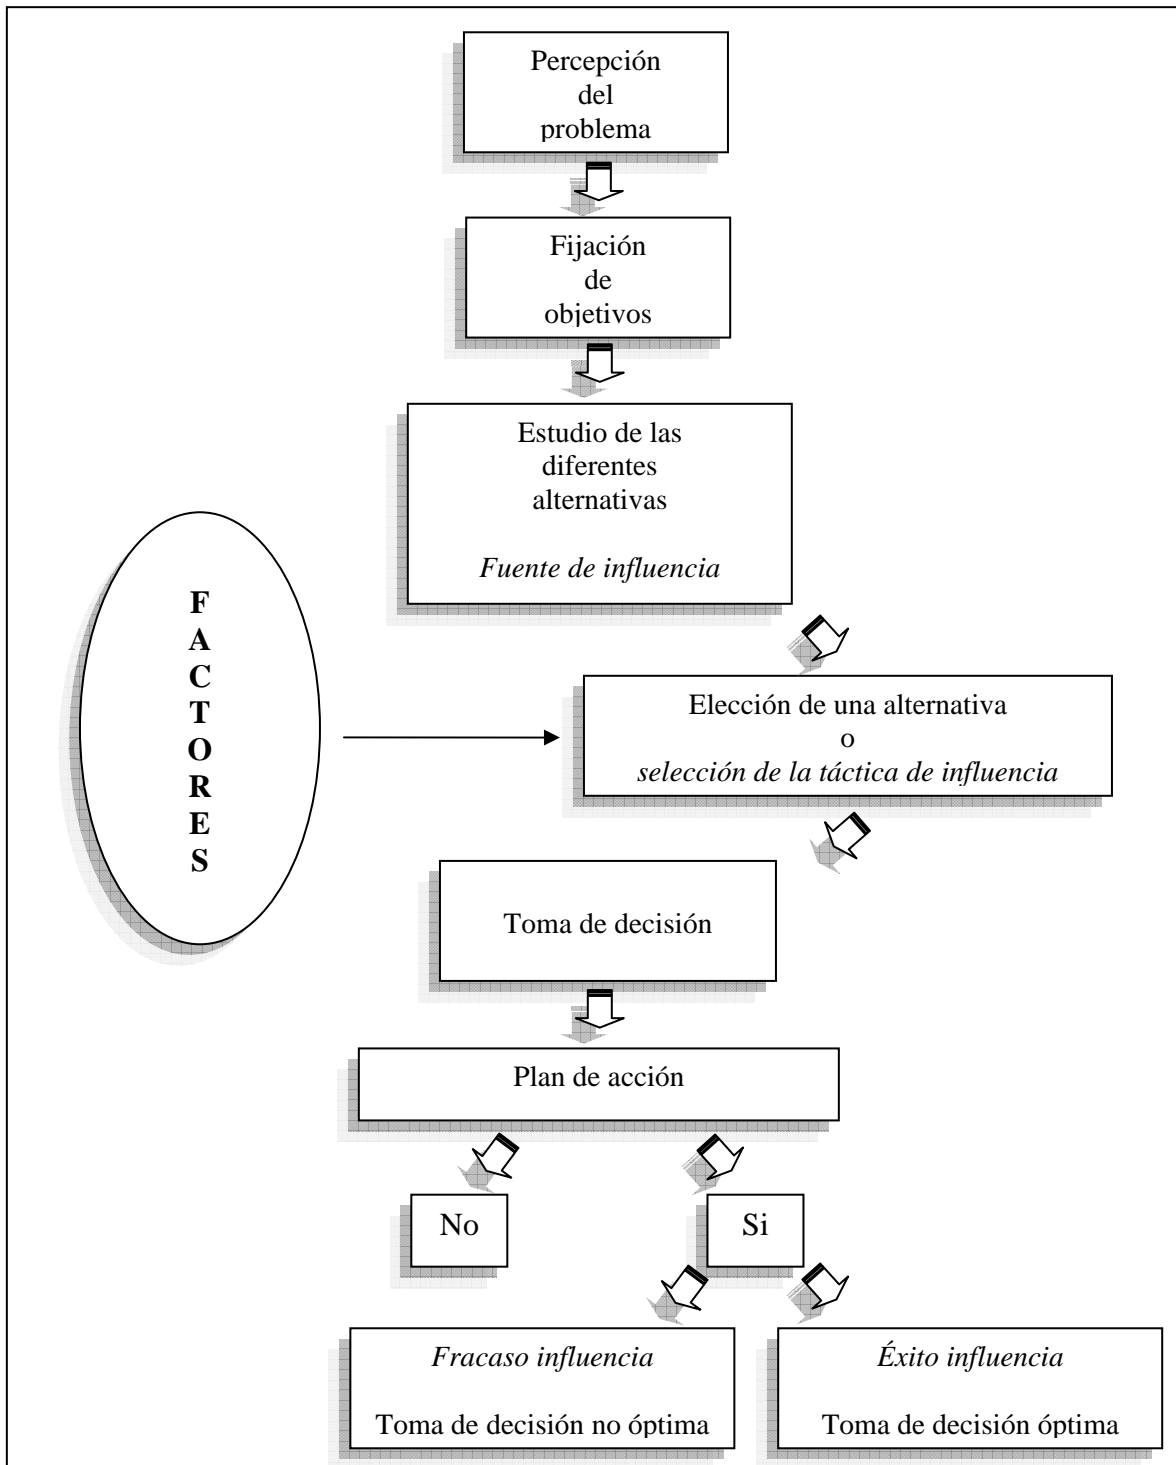 Percepción
del
problema
Fijación
de
objetivos
Estudio de las
diferentes
alternativas
Fuente de influencia
F
A
C
T
O
R
E
S
Elección de una alternativa
o
selección de la táctica de influencia
Toma de decisión
Plan de acción
No
Si
Fracaso influencia
Toma de decisión no óptima
Éxito influencia
Toma de decisión óptima